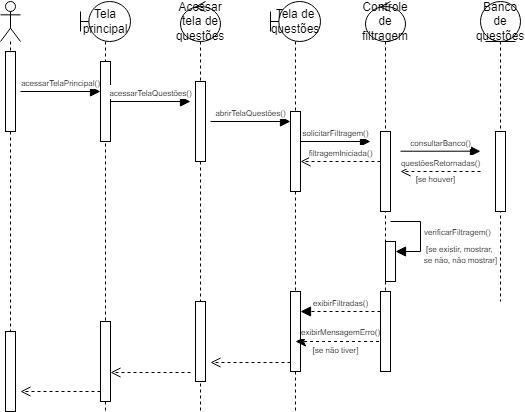 Tela
principal
Acessar
tela de
questões
Tela de
questões
Controle
de
filtragem
Banco
de
questões
acessarTelaPrincipal()
acessarTelaQuestões()
abrirTelaQuestões()
solicitarFiltragem()
filtragemIniciada()
consultarBanco()
questõesRetornadas()
[se houver]
verificarFiltragem()
[se existir, mostrar,
se não, não mostrar]
exibirFiltradas()
exibirMensagemErro()
[se não tiver]